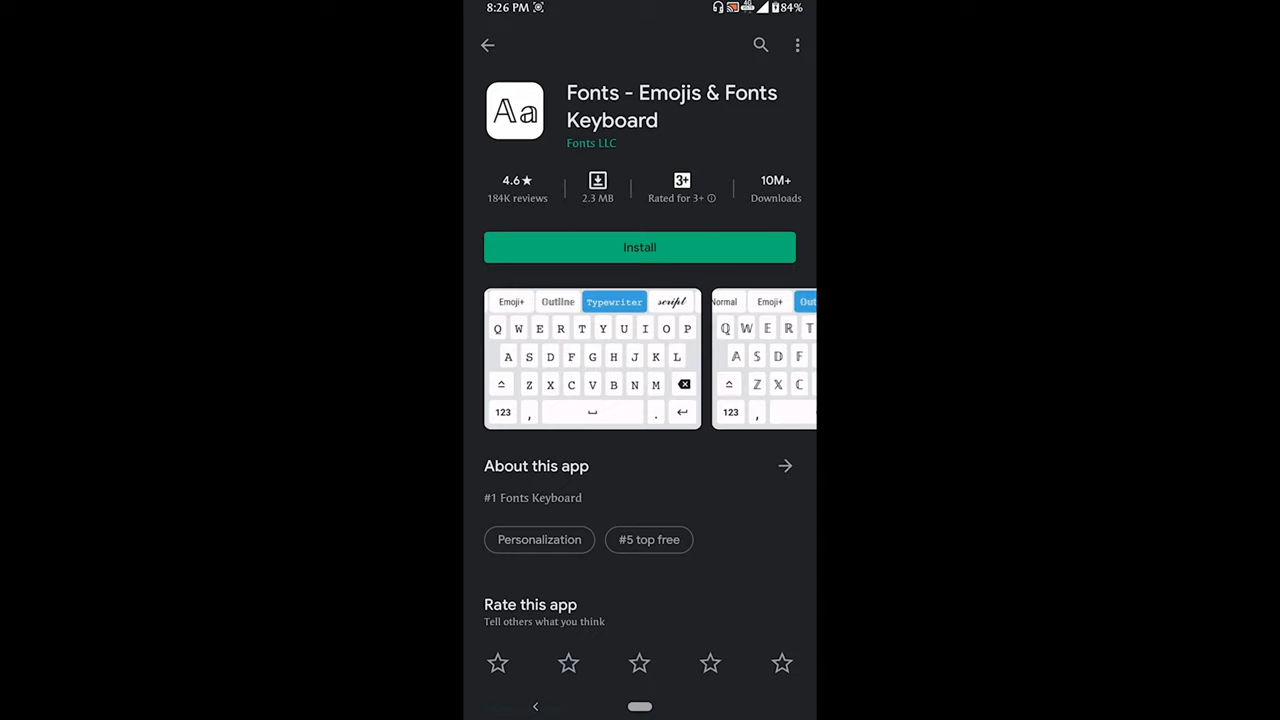 8:26 PM 84%
Aa
Fonts - Emojis & Fonts
Keyboard
Fonts LLC
4.6★ 3+ 10M+
184K reviews 2.3 MB Rated for 3+ Downloads
Install
Emoji+ Outline Typewriter script
Q W E R T Y U I O P
A S D F G H J K L
Z X C V B N M
123 , .
Normal Emoji+ Out
Q W E R T
A S D F
Z X C
123 ,
About this app
#1 Fonts Keyboard
Personalization #5 top free
Rate this app
Tell others what you think